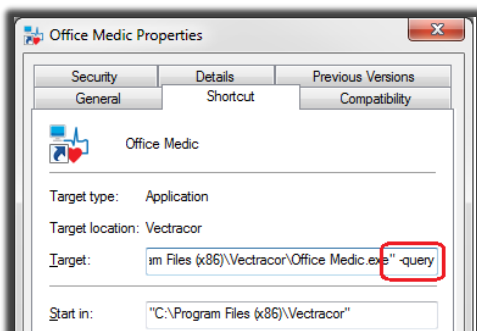 Office Medic Properties
Security Details Previous Versions
General Shortcut Compatibility
Office Medic
Target type: Application
Target location: Vectracor
Target: am Files (x86)\Vectracor\Office Medic.exe" -query
Start in: "C:\Program Files (x86)\Vectracor"